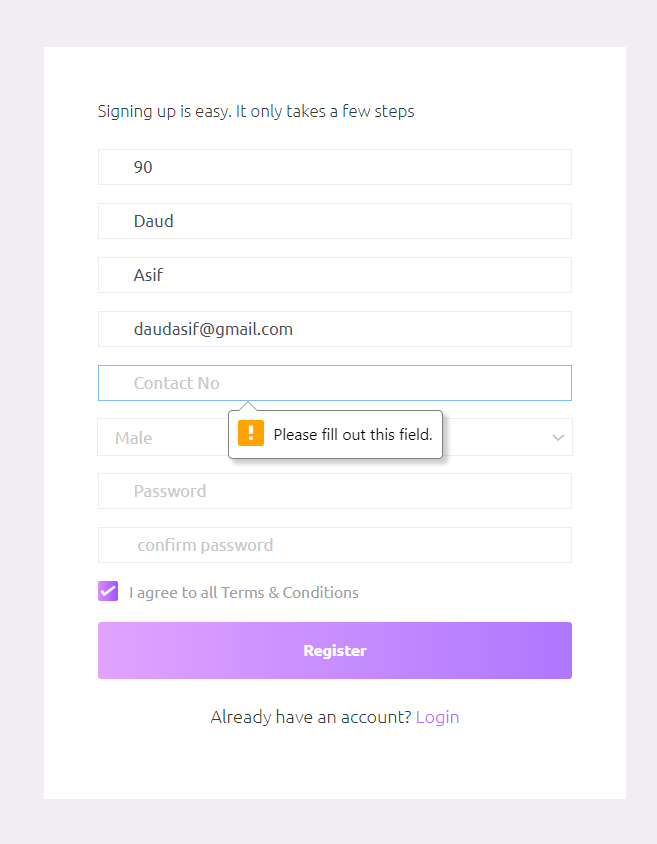 Signing up is easy. It only takes a few steps
90
Daud
Asif
daudasif@gmail.com
Contact No
Please fill out this field.
Male
Password
confirm password
I agree to all Terms & Conditions
Register
Already have an account? Login